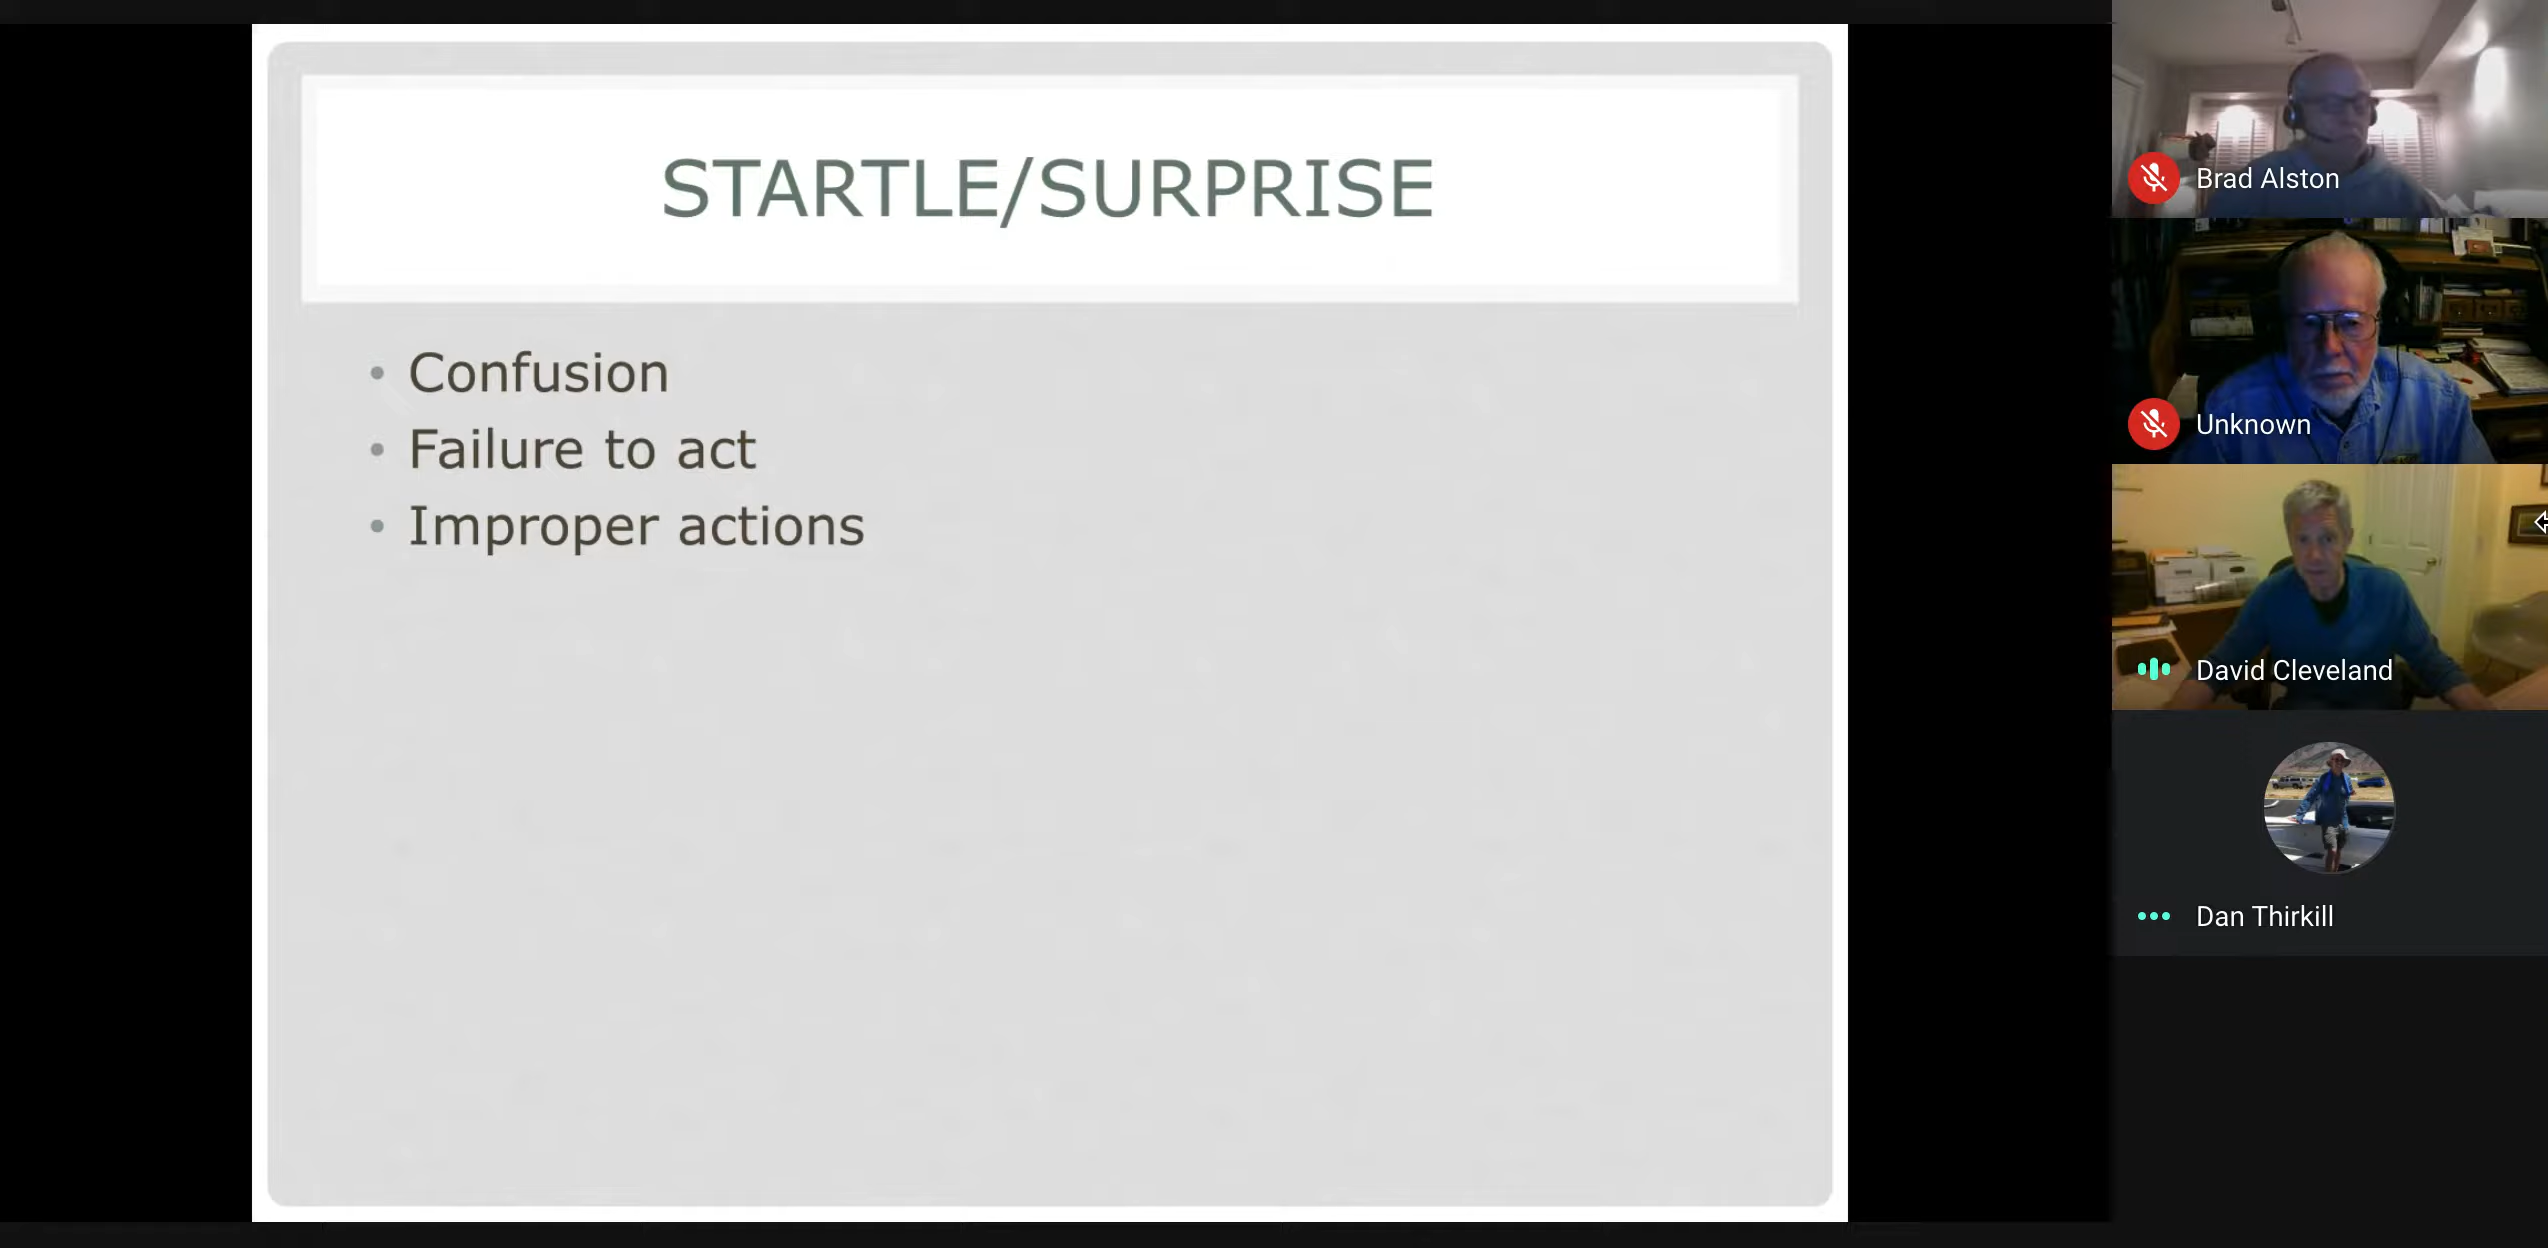 STARTLE/SURPRISE
Confusion
Failure to act
Improper actions
Brad Alston
Unknown
David Cleveland
Dan Thirkill